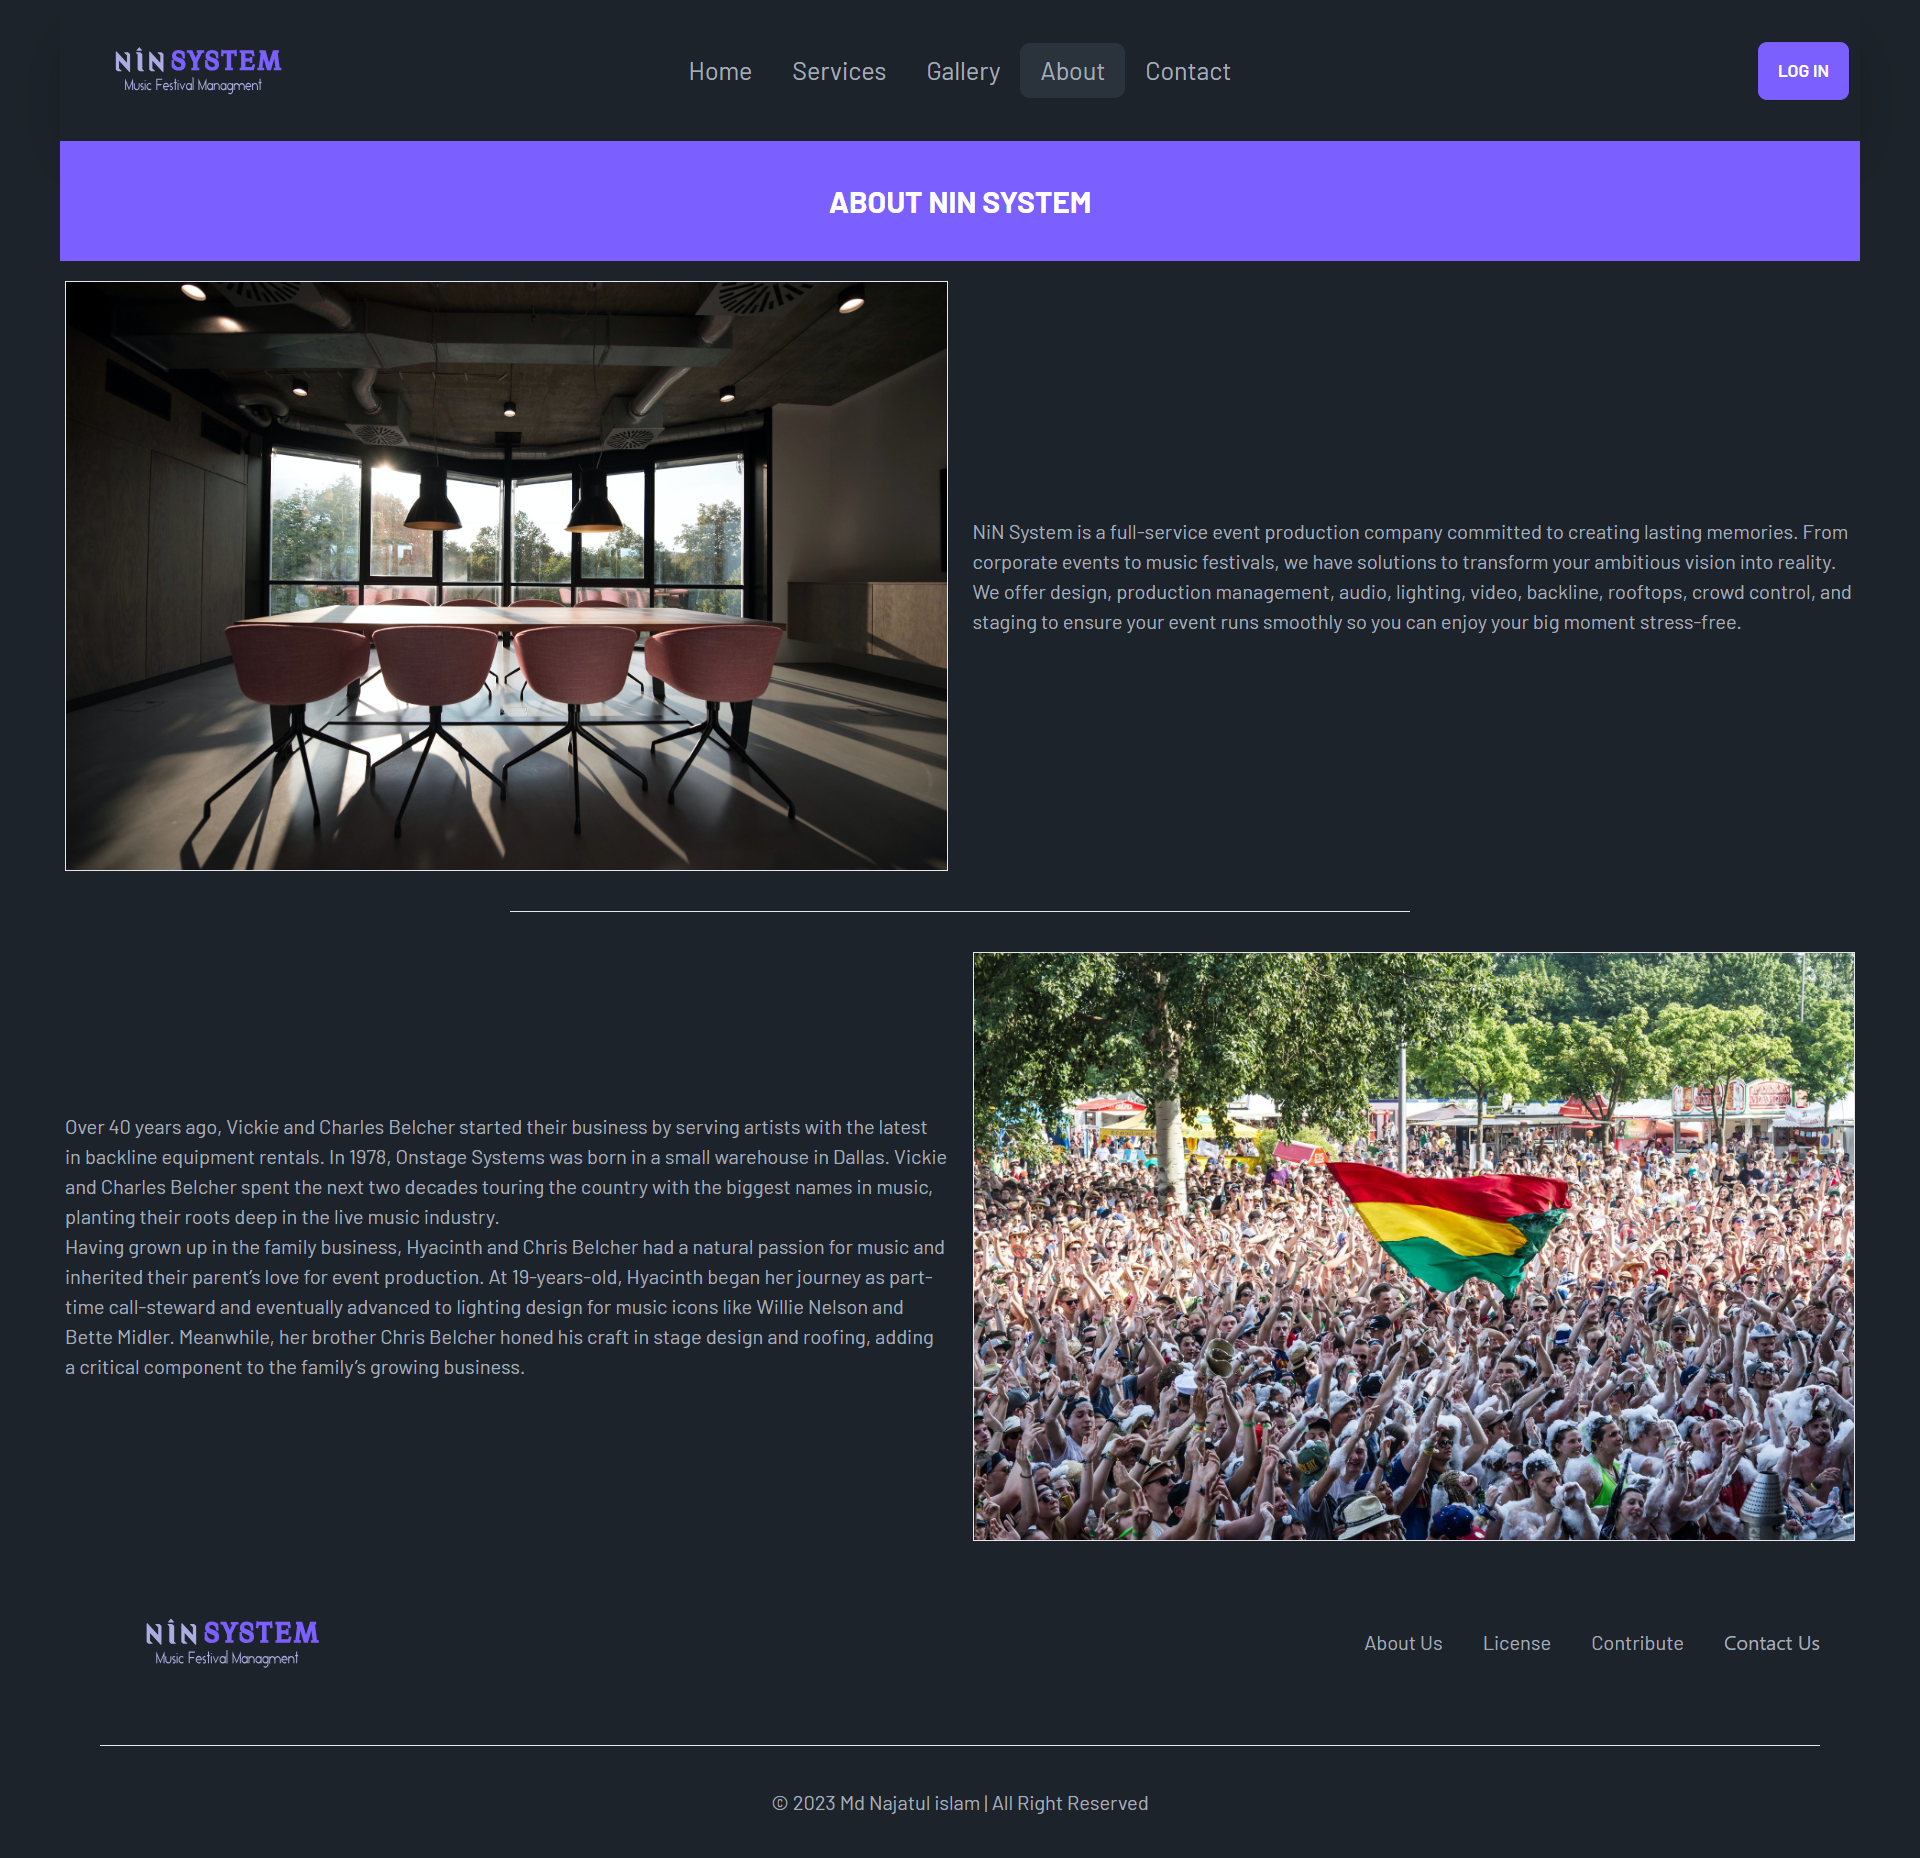 NiN SYSTEM
Music Festival Managment
Home Services Gallery About Contact
LOG IN
ABOUT NIN SYSTEM
NiN System is a full-service event production company committed to creating lasting memories. From
corporate events to music festivals, we have solutions to transform your ambitious vision into reality.
We offer design, production management, audio, lighting, video, backline, rooftops, crowd control, and
staging to ensure your event runs smoothly so you can enjoy your big moment stress-free.
Over 40 years ago, Vickie and Charles Belcher started their business by serving artists with the latest
in backline equipment rentals. In 1978, Onstage Systems was born in a small warehouse in Dallas. Vickie
and Charles Belcher spent the next two decades touring the country with the biggest names in music,
planting their roots deep in the live music industry.
Having grown up in the family business, Hyacinth and Chris Belcher had a natural passion for music and
inherited their parent’s love for event production. At 19-years-old, Hyacinth began her journey as part-
time call-steward and eventually advanced to lighting design for music icons like Willie Nelson and
Bette Midler. Meanwhile, her brother Chris Belcher honed his craft in stage design and roofing, adding
a critical component to the family’s growing business.
NiN SYSTEM
Music Festival Managment
About Us License Contribute Contact Us
© 2023 Md Najatul islam | All Right Reserved